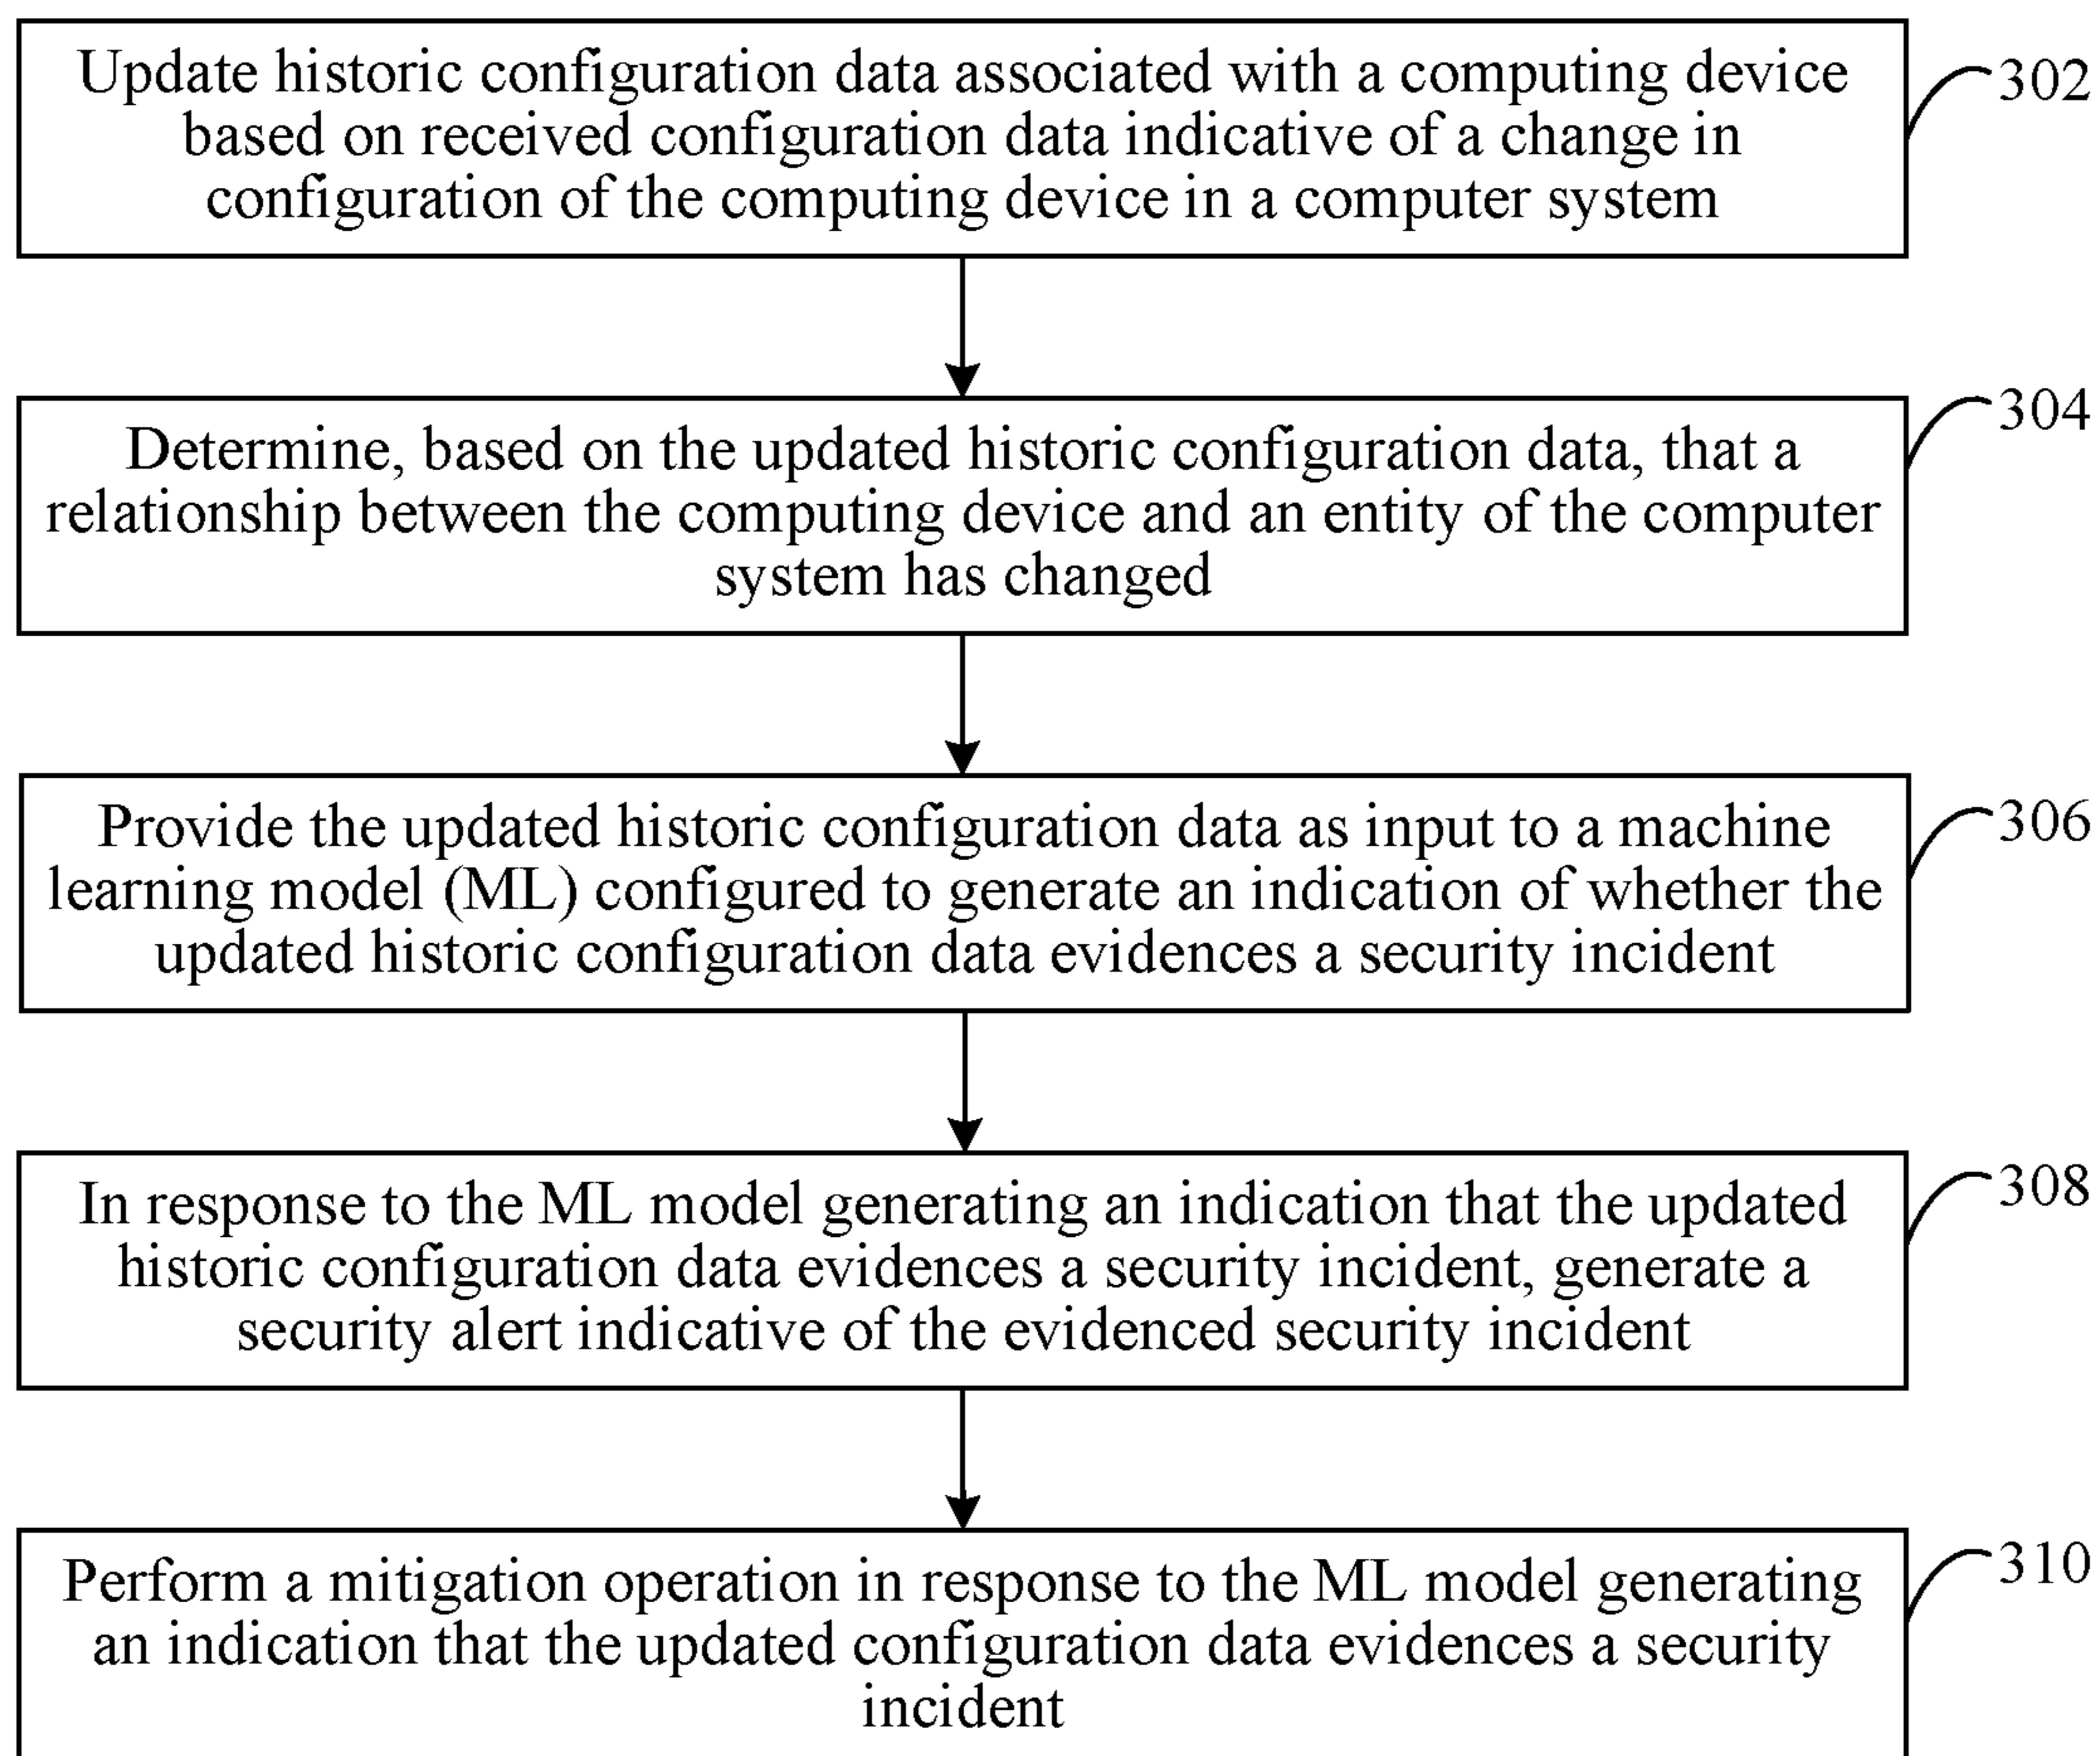 Update historic configuration data associated with a computing device
based on received configuration data indicative of a change in
configuration of the computing device in a computer system
302
Determine, based on the updated historic configuration data, that a
relationship between the computing device and an entity of the computer
system has changed
304
Provide the updated historic configuration data as input to a machine
learning model (ML) configured to generate an indication of whether the
updated historic configuration data evidences a security incident
306
In response to the ML model generating an indication that the updated
historic configuration data evidences a security incident, generate a
security alert indicative of the evidenced security incident
308
Perform a mitigation operation in response to the ML model generating
an indication that the updated configuration data evidences a security
incident
310